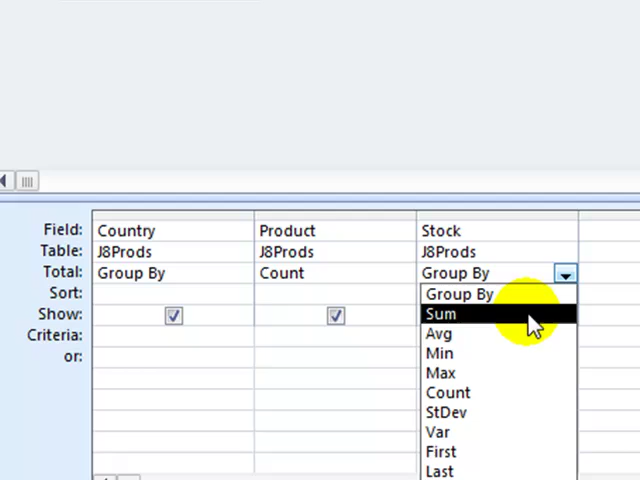 Field: Country Product Stock
Table: J8Prods J8Prods J8Prods
Total: Group By Count Group By
Sort: Group By
Show: Sum
Criteria: Avg
or: Min
Max
Count
StDev
Var
First
Last